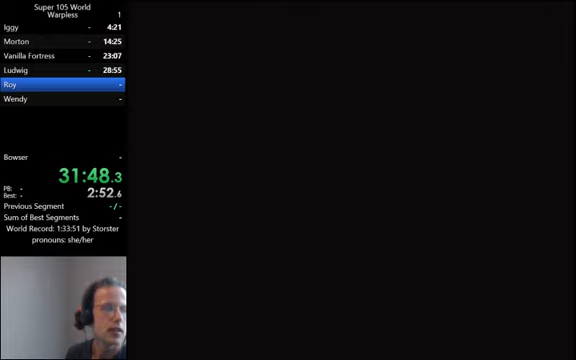 Super 105 World
Warpless 1
Iggy - 4:21
Morton - 14:25
Vanilla Fortress - 23:07
Ludwig - 28:55
Roy -
Wendy -
Bowser -
31:48.3
PB: - 2:52.6
Best: -
Previous Segment - / -
Sum of Best Segments -
World Record: 1:33:51 by Storster
pronouns: she/her